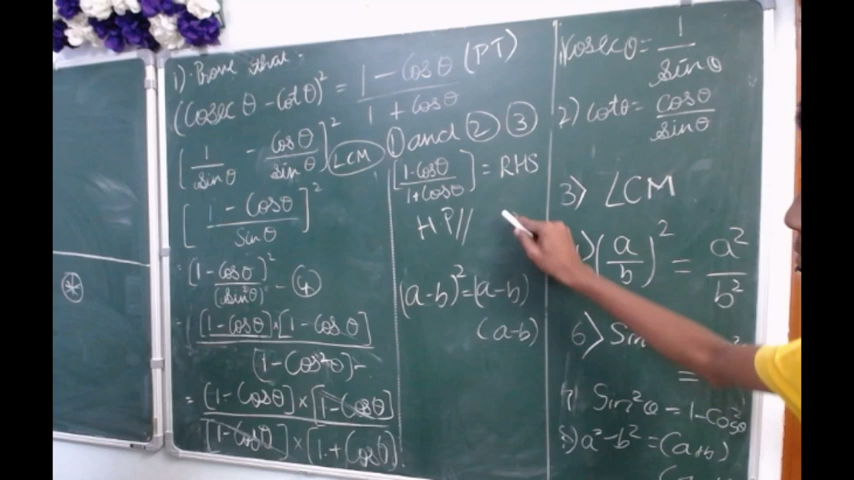 1). Prove that.
(Cosec θ - Cot θ)² = 1 - Cos θ / 1 + Cos θ (PT)
[1 / Sin θ - Cos θ / Sin θ]² LCM ① and ② ③
[1 - Cos θ / Sin θ]²
(1 - Cos θ)² / (Sin² θ) - ④
= (1 - Cos θ) × (1 - Cos θ) / (1 - Cos² θ) -
= (1 - Cos θ) × (1 - Cos θ) / (1 - Cos θ) × (1 + Cos θ)
[1 - Cos θ / 1 + Cos θ] = RHS
HP//
(a-b)² = (a-b)
(a-b)
1) Cosec θ = 1 / Sin θ
2) Cot θ = Cos θ / Sin θ
3> LCM
) (a / b)² = a² / b²
6> Sin
=
7) Sin² θ = 1 - Cos² θ
8) a² - b² = (a+b)